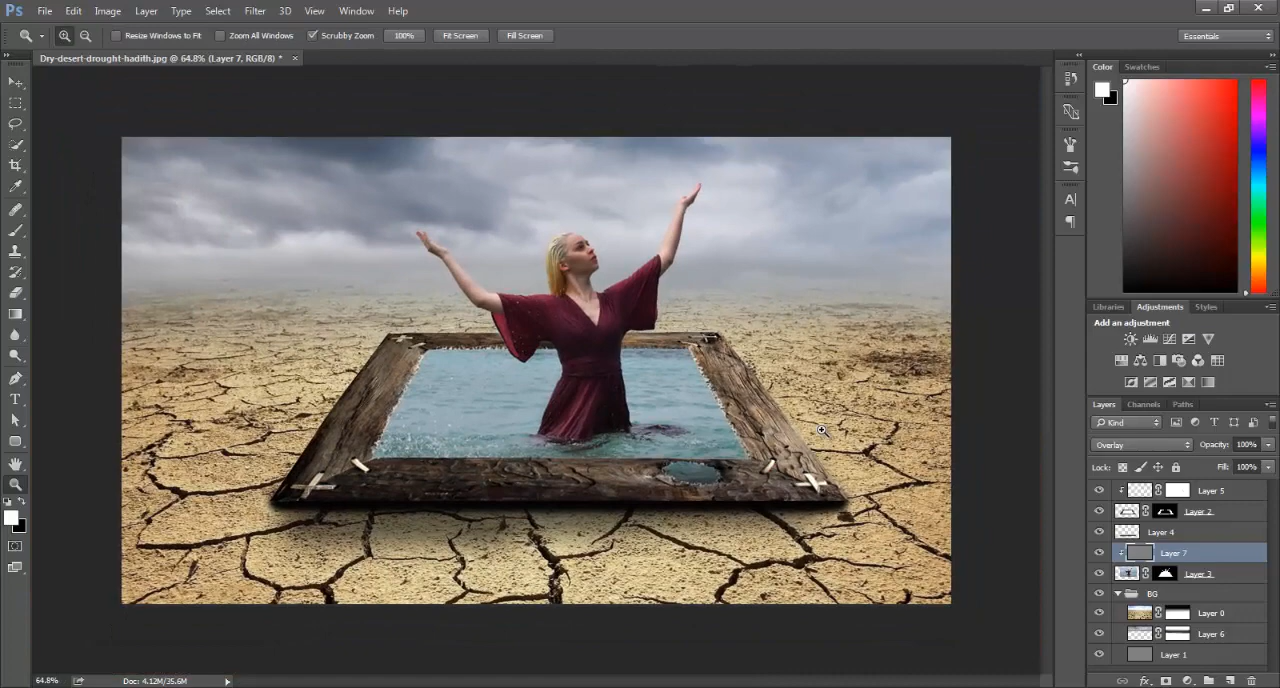 Ps File Edit Image Layer Type Select Filter 3D View Window Help
Resize Windows to Fit Zoom All Windows Scrubby Zoom 100% Fit Screen Fill Screen Essentials
Dry-desert-drought-hadith.jpg @ 64.8% (Layer 7, RGB/8) *
Color Swatches
Libraries Adjustments Styles
Add an adjustment
Layers Channels Paths
Kind
Overlay Opacity: 100%
Lock: Fill: 100%
Layer 5
Layer 2
Layer 4
Layer 7
Layer 3
BG
Layer 0
Layer 6
Layer 1
64.8% Doc: 4.12M/35.6M